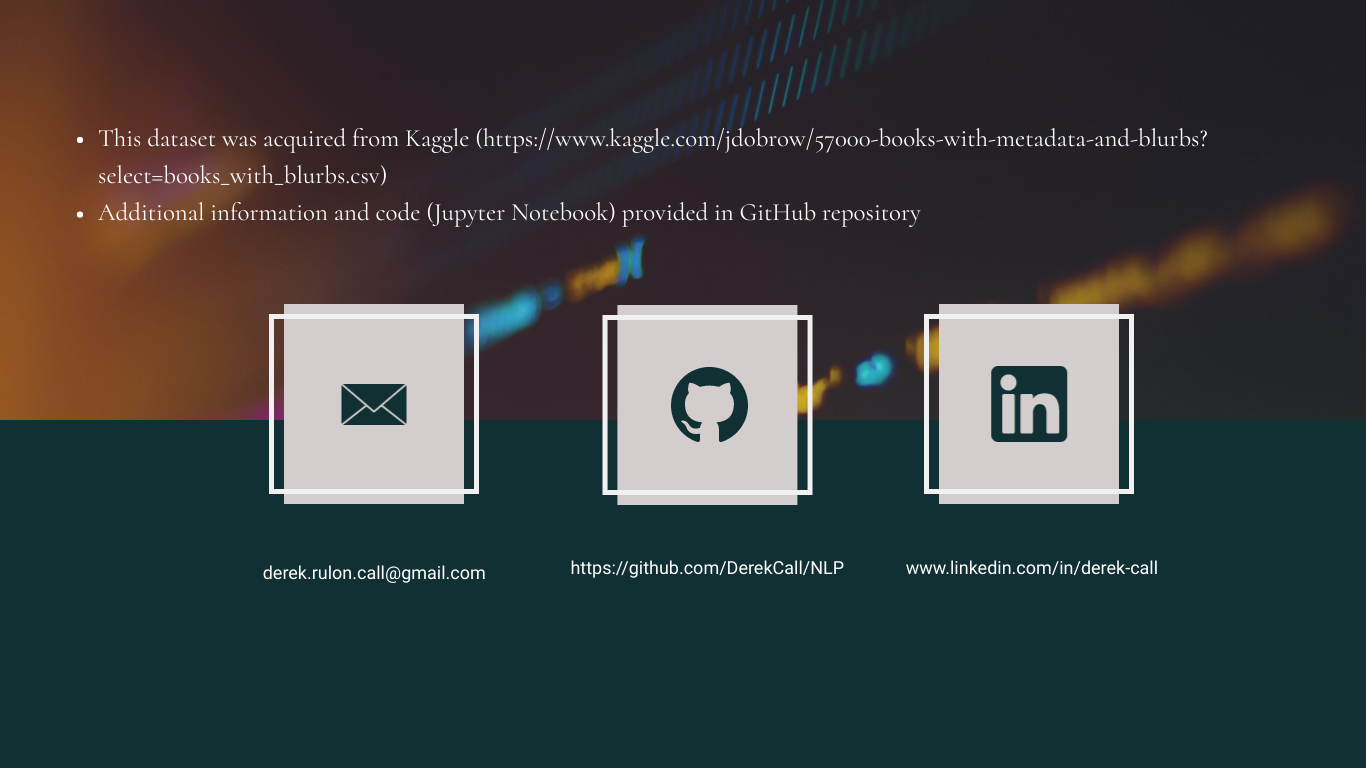 • This dataset was acquired from Kaggle (https://www.kaggle.com/jdobrow/57000-books-with-metadata-and-blurbs?
select=books_with_blurbs.csv)
• Additional information and code (Jupyter Notebook) provided in GitHub repository
in
derek.rulon.call@gmail.com
https://github.com/DerekCall/NLP
www.linkedin.com/in/derek-call